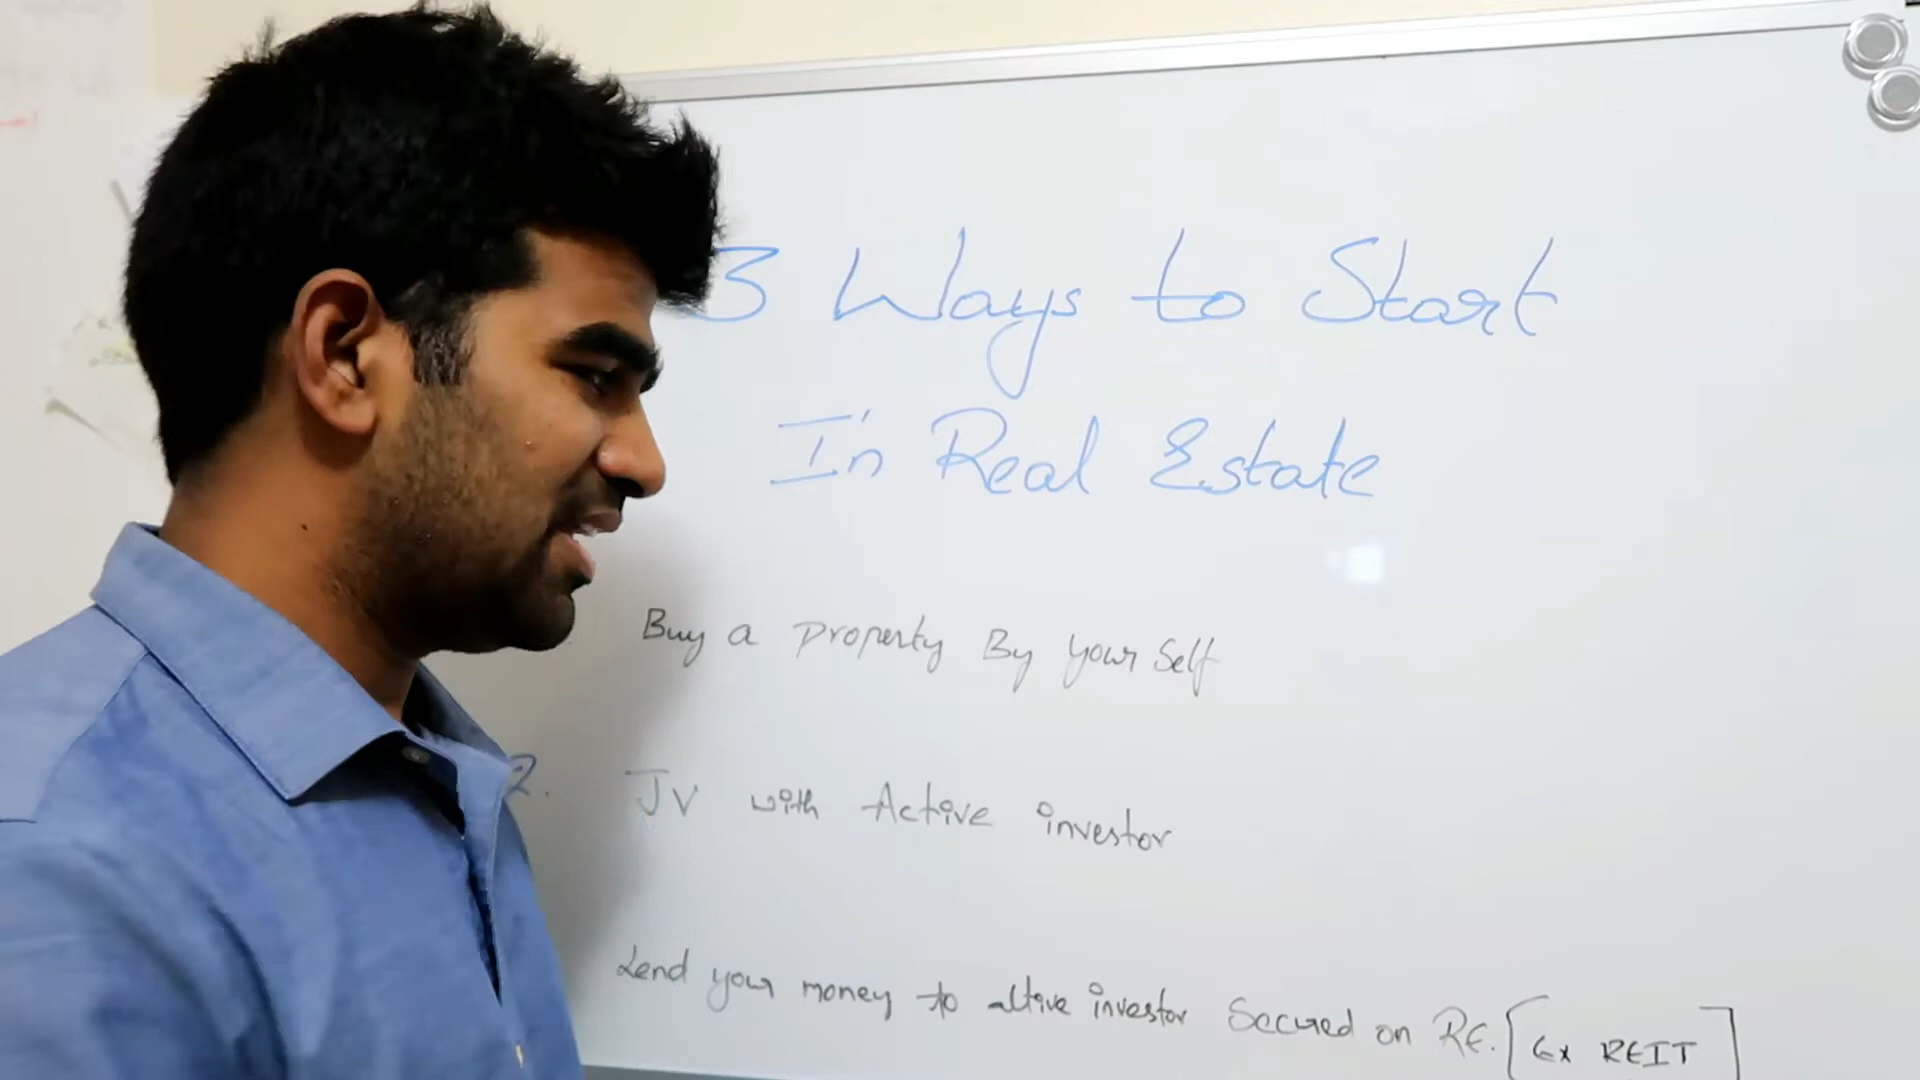 3 Ways to Start
In Real Estate
Buy a property By your Self
2. JV with Active investor
Lend your money to active investor Secured on RE. [Ex REIT]